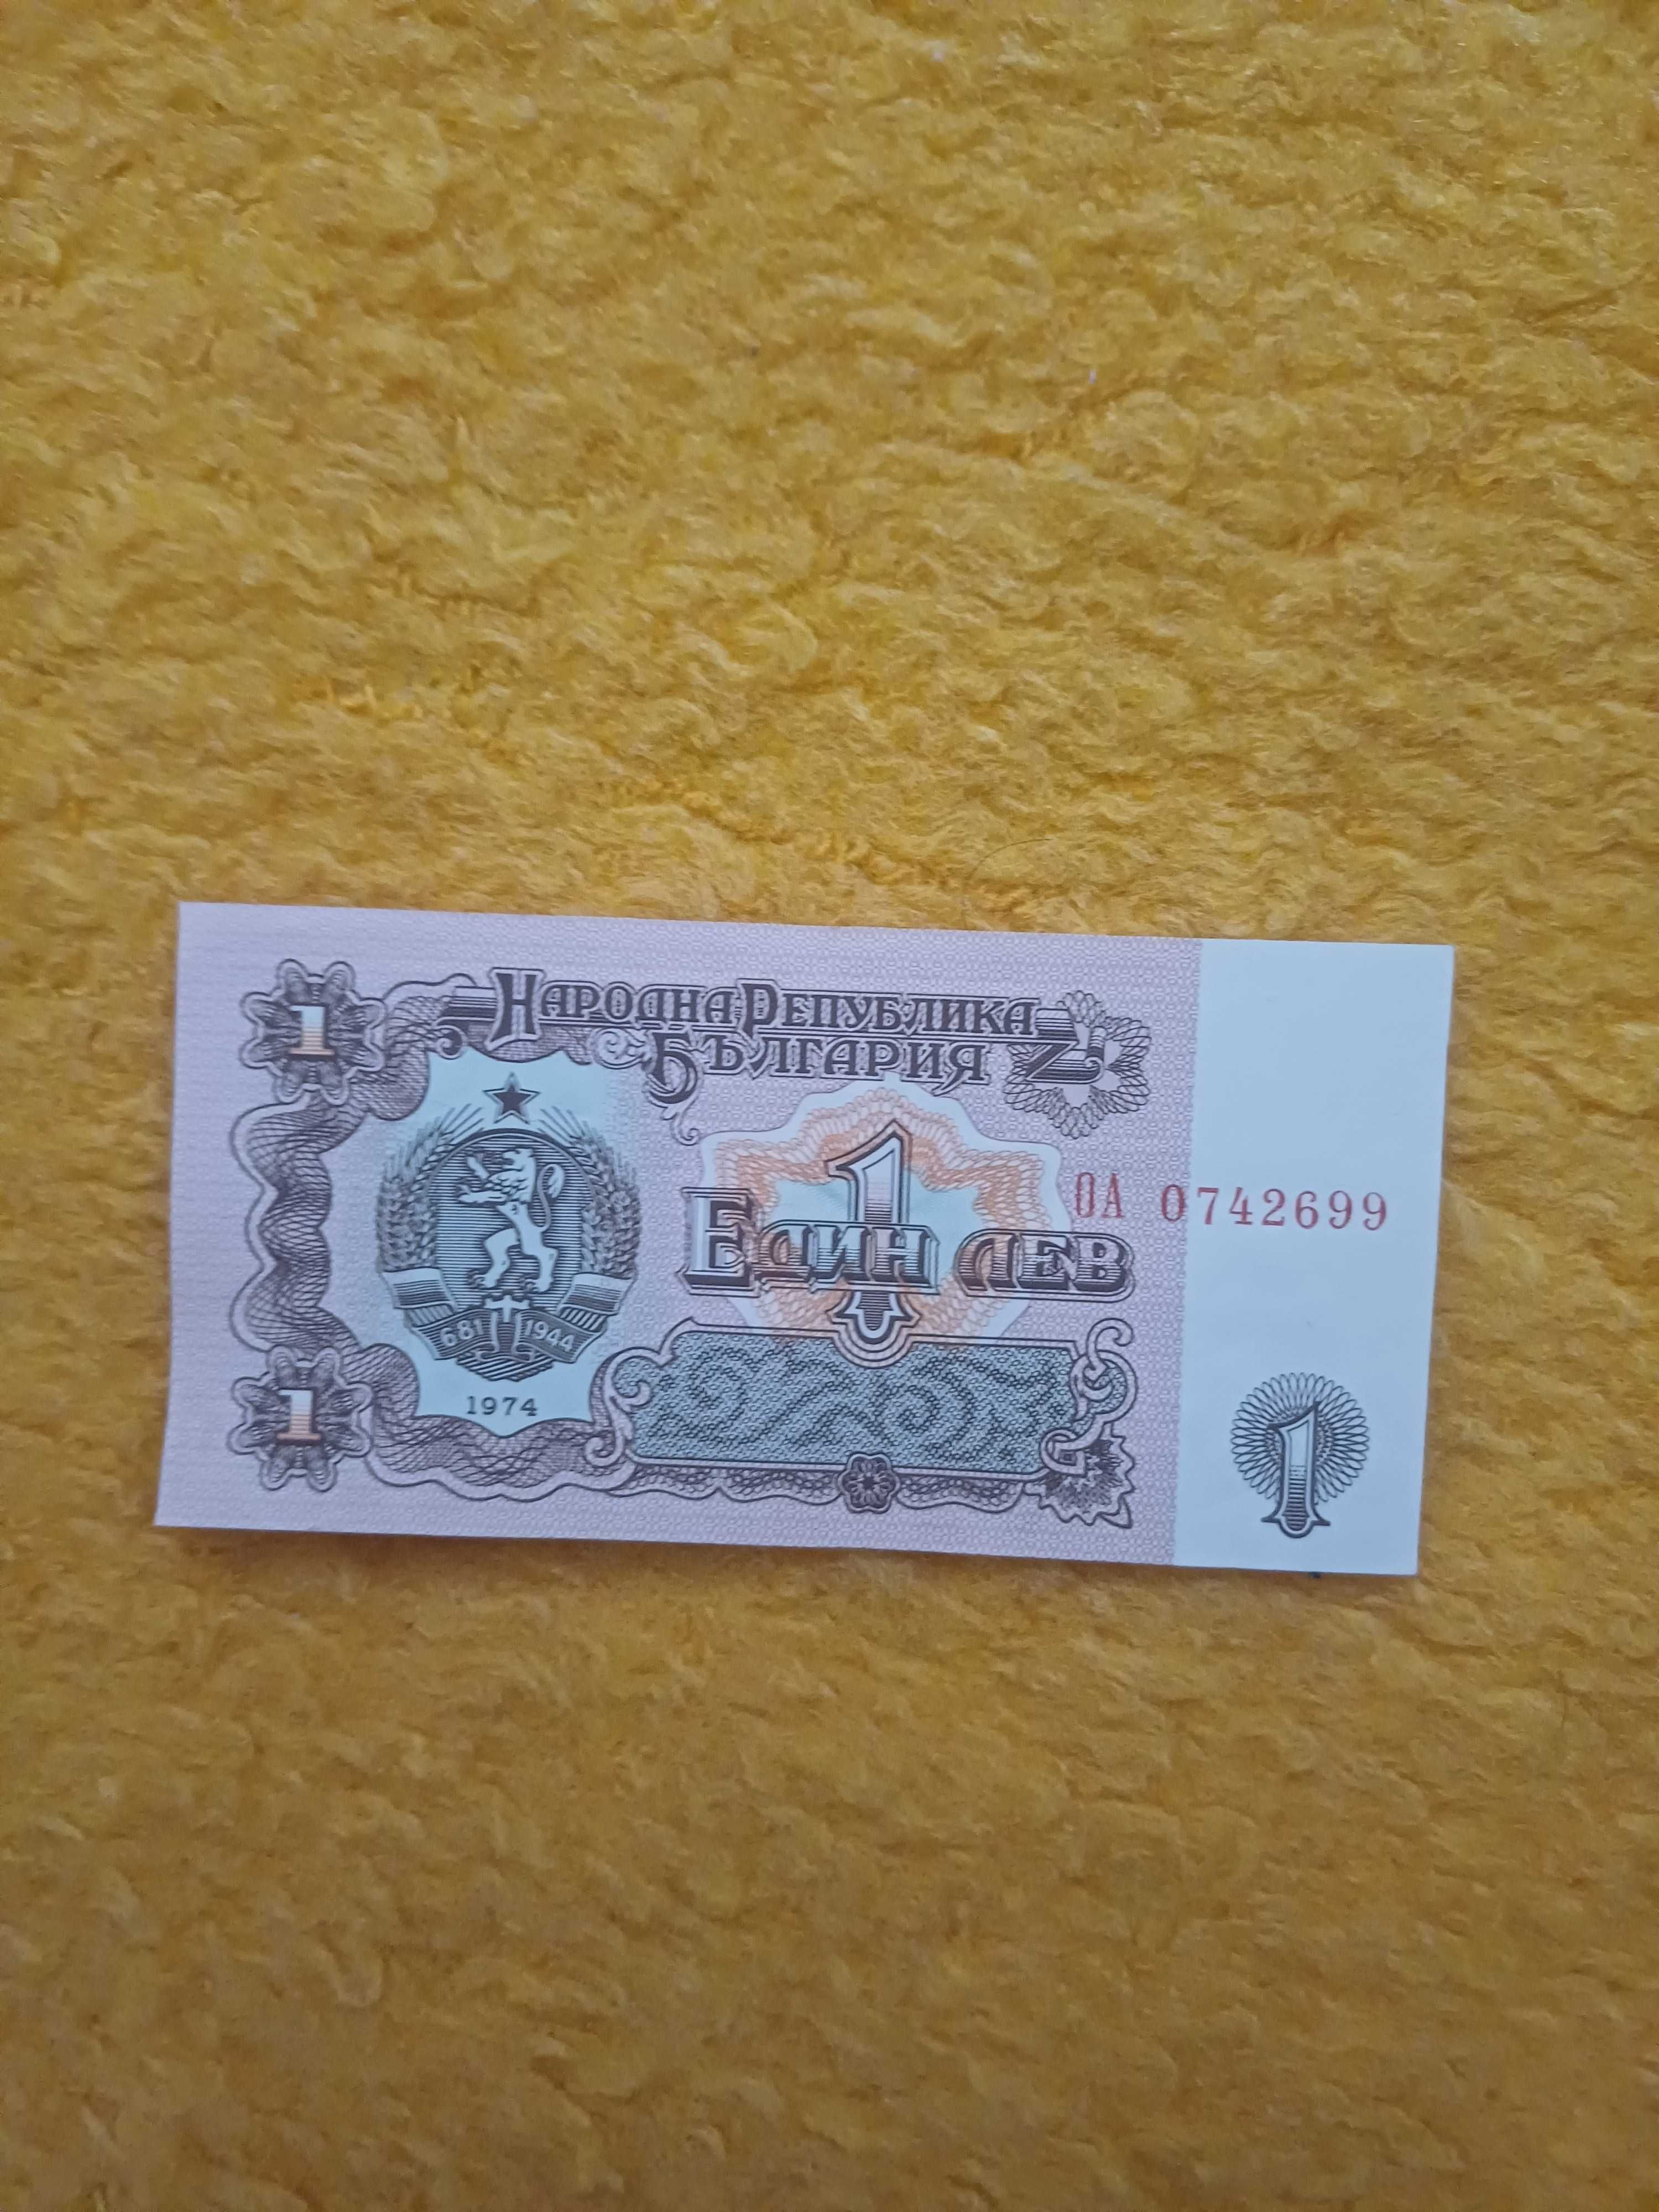 1
НАРОДНА РЕПУБЛИКА
БЪЛГАРИЯ
1
ОА 0742699
ЕДИН ЛЕВ
681 1944
1974
1
1